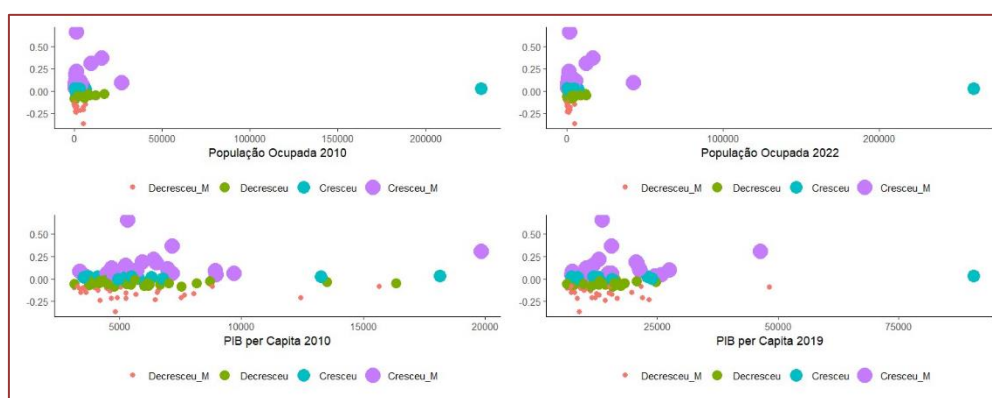 0.50
0.25
0.00
-0.25
0 50000 100000 150000 200000
População Ocupada 2010
Decresceu_M Decresceu Cresceu Cresceu_M
0.50
0.25
0.00
-0.25
0 100000 200000
População Ocupada 2022
Decresceu_M Decresceu Cresceu Cresceu_M
0.50
0.25
0.00
-0.25
5000 10000 15000 20000
PIB per Capita 2010
Decresceu_M Decresceu Cresceu Cresceu_M
0.50
0.25
0.00
-0.25
25000 50000 75000
PIB per Capita 2019
Decresceu_M Decresceu Cresceu Cresceu_M